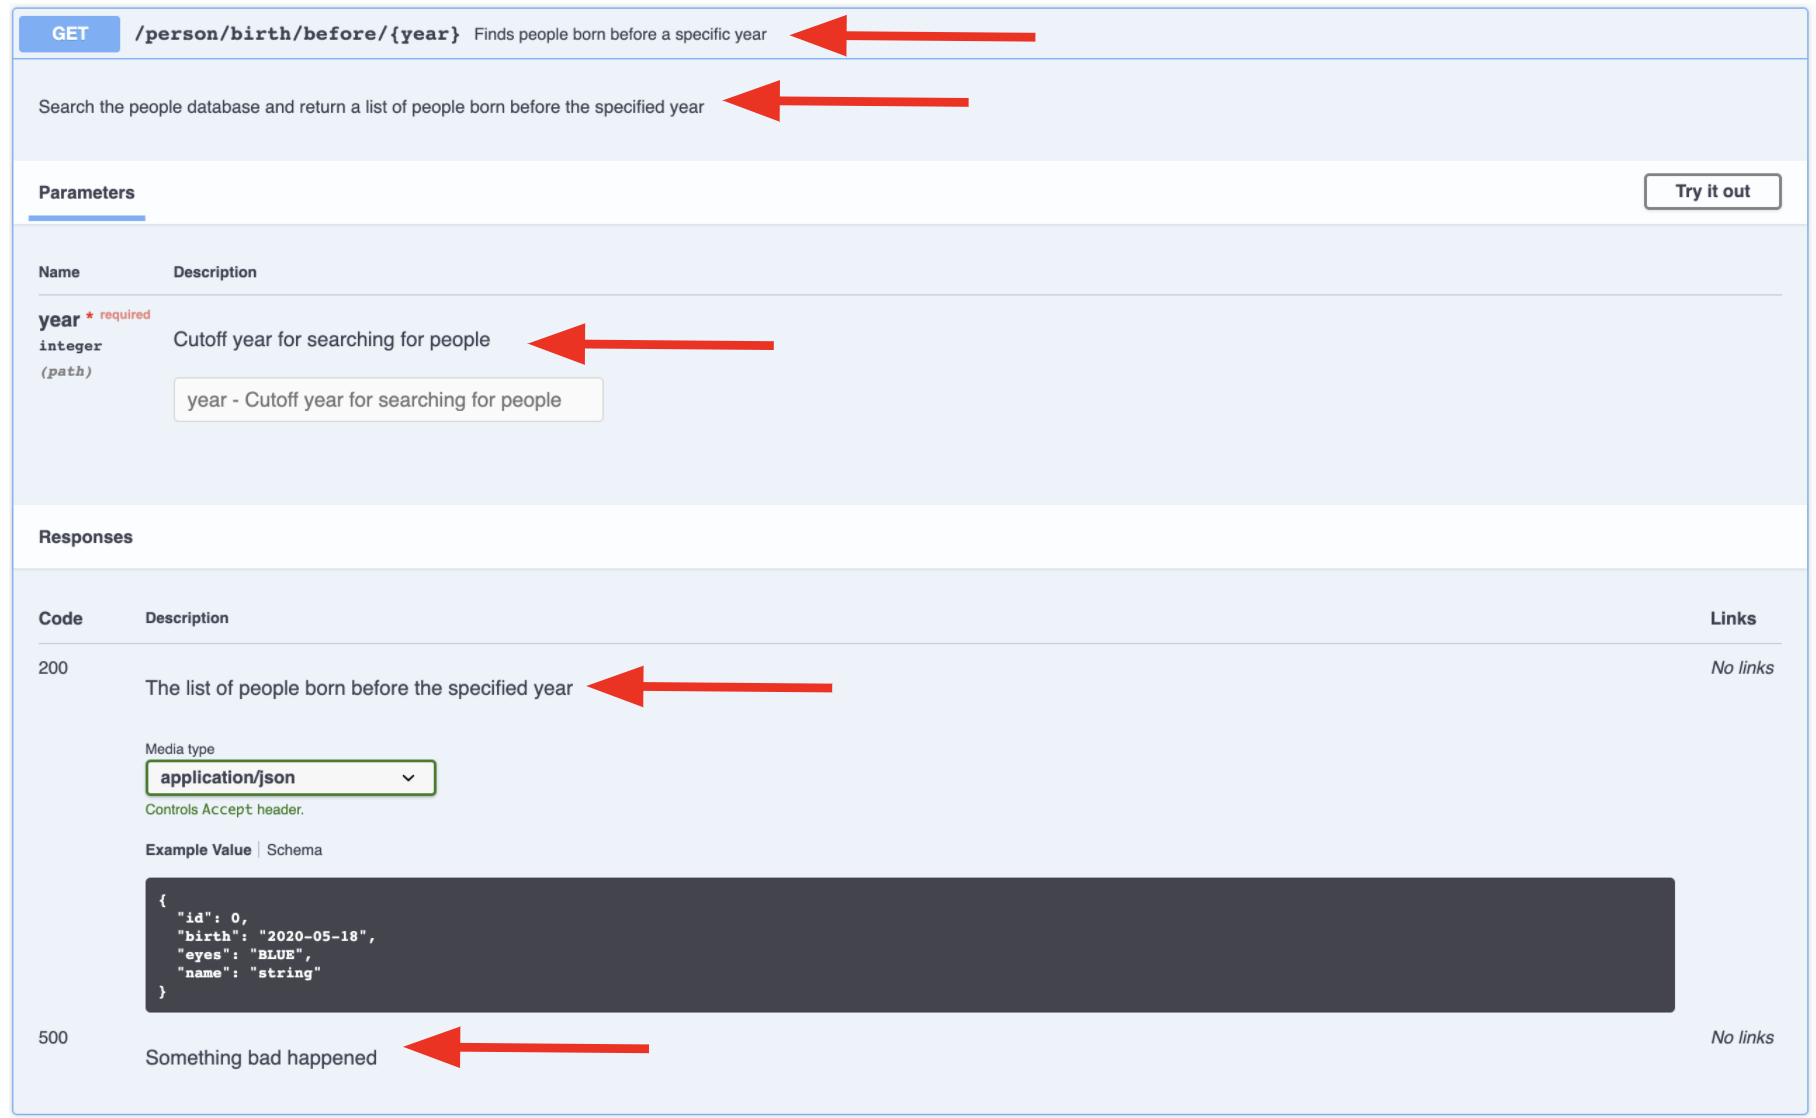 GET /person/birth/before/{year} Finds people born before a specific year
Search the people database and return a list of people born before the specified year
Parameters Try it out
Name Description
year * required
integer
(path)
Cutoff year for searching for people
year - Cutoff year for searching for people
Responses
Code Description Links
200 No links
The list of people born before the specified year
Media type
application/json
Controls Accept header.
Example Value Schema
{
"id": 0,
"birth": "2020-05-18",
"eyes": "BLUE",
"name": "string"
}
500 No links
Something bad happened